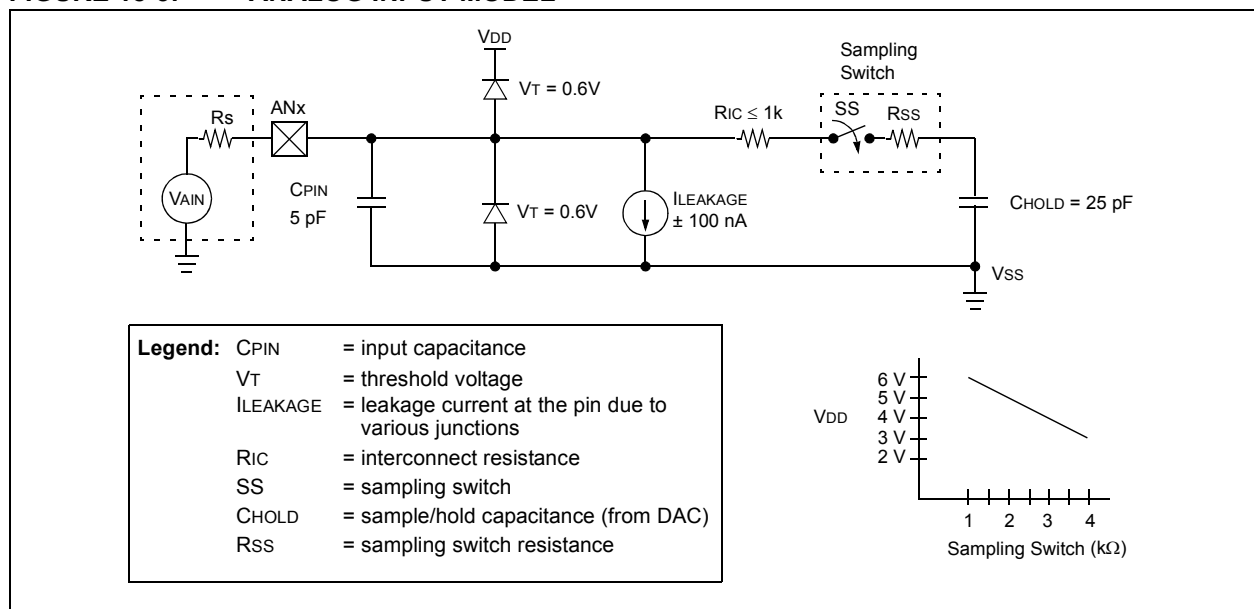 VDD
Sampling
Switch
VT = 0.6V
Rs
ANx
RIC ≤ 1k
SS
RSS
VAIN
CPIN
5 pF
VT = 0.6V
ILEAKAGE
± 100 nA
CHOLD = 25 pF
VSS
Legend: CPIN = input capacitance
VT = threshold voltage
ILEAKAGE = leakage current at the pin due to
various junctions
RIC = interconnect resistance
SS = sampling switch
CHOLD = sample/hold capacitance (from DAC)
RSS = sampling switch resistance
VDD
6 V
5 V
4 V
3 V
2 V
1 2 3 4
Sampling Switch (kΩ)